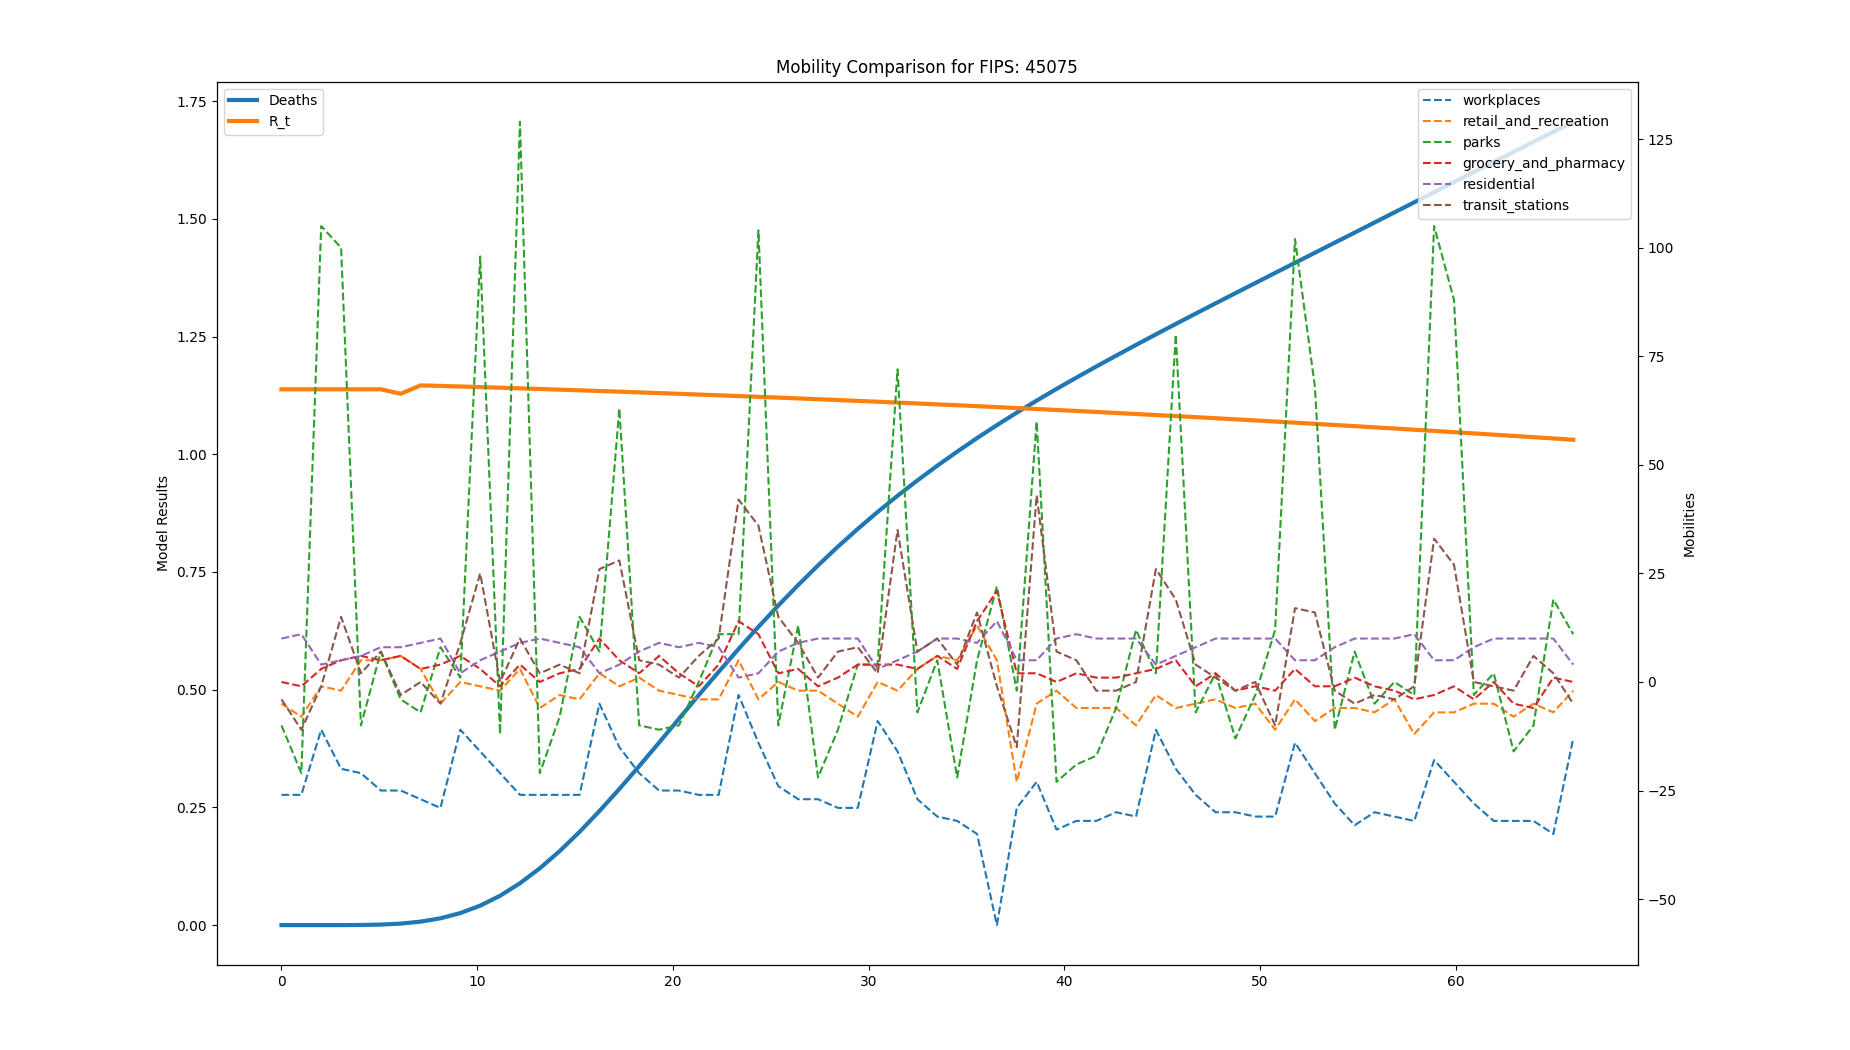 Mobility Comparison for FIPS: 45075
Deaths
R_t
workplaces
retail_and_recreation
parks
grocery_and_pharmacy
residential
transit_stations
1.75
1.50
1.25
1.00
0.75
0.50
0.25
0.00
Model Results
125
100
75
50
25
0
−25
−50
Mobilities
0 10 20 30 40 50 60